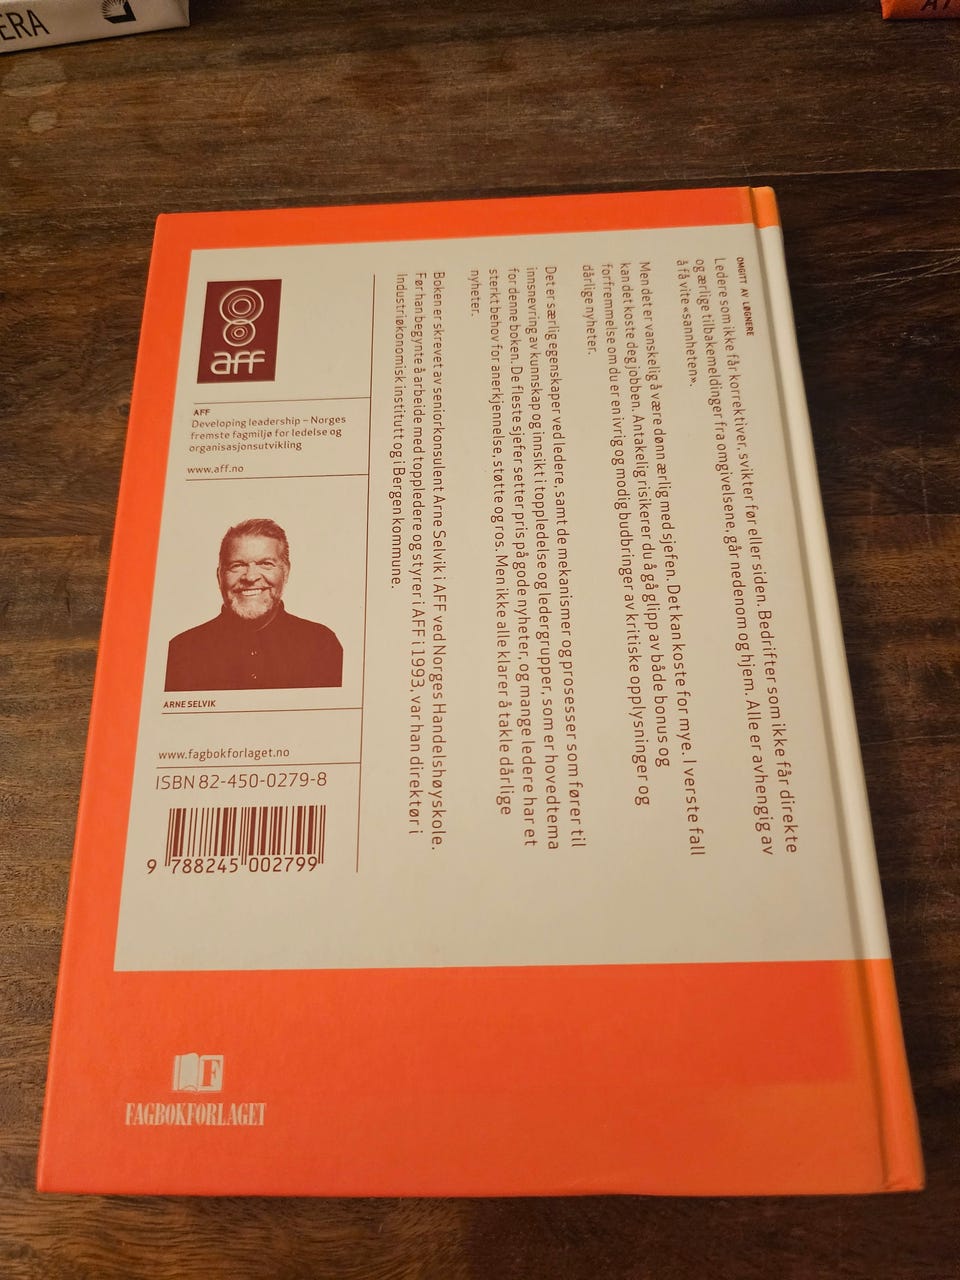 ERA
OMGITT AV LØGNERE
Ledere som ikke får korrektiver, svikter før eller siden. Bedrifter som ikke får direkte
og ærlige tilbakemeldinger fra omgivelsene, går nedenom og hjem. Alle er avhengig av
å få vite «sannheten».
Men det er vanskelig å være dønn ærlig med sjefen. Det kan koste for mye. I verste fall
kan det koste deg jobben. Antakelig risikerer du å gå glipp av både bonus og
forfremmelse om du er en ivrig og modig budbringer av kritiske opplysninger og
dårlige nyheter.
Det er særlig egenskaper ved ledere, samt de mekanismer og prosesser som fører til
innsnevring av kunnskap og innsikt i toppledelse og ledergrupper, som er hovedtema
for denne boken. De fleste sjefer setter pris på gode nyheter, og mange ledere har et
sterkt behov for anerkjennelse, støtte og ros. Men ikke alle klarer å takle dårlige
nyheter.
Boken er skrevet av seniorkonsulent Arne Selvik i AFF ved Norges Handelshøyskole.
Før han begynte å arbeide med toppledere og styrer i AFF i 1993, var han direktør i
Industriøkonomisk institutt og i Bergen kommune.
aff
AFF
Developing leadership – Norges
fremste fagmiljø for ledelse og
organisasjonsutvikling
www.aff.no
ARNE SELVIK
www.fagbokforlaget.no
ISBN 82-450-0279-8
9 788245 002799
F
FAGBOKFORLAGET